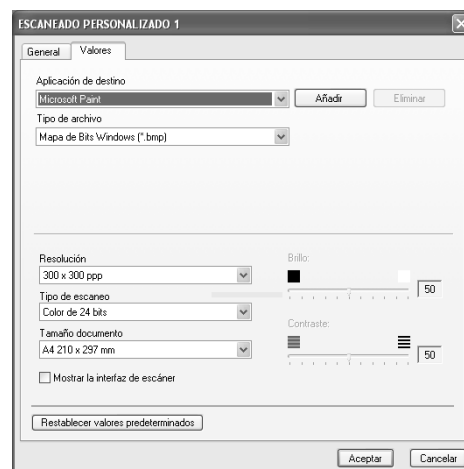 ESCANEADO PERSONALIZADO 1
General Valores
Aplicación de destino
Microsoft Paint Añadir Eliminar
Tipo de archivo
Mapa de Bits Windows (*.bmp)
Resolución Brillo:
300 x 300 ppp
50
Tipo de escaneo
Color de 24 bits
Tamaño documento Contraste:
A4 210 x 297 mm
50
Mostrar la interfaz de escáner
Restablecer valores predeterminados
Aceptar Cancelar